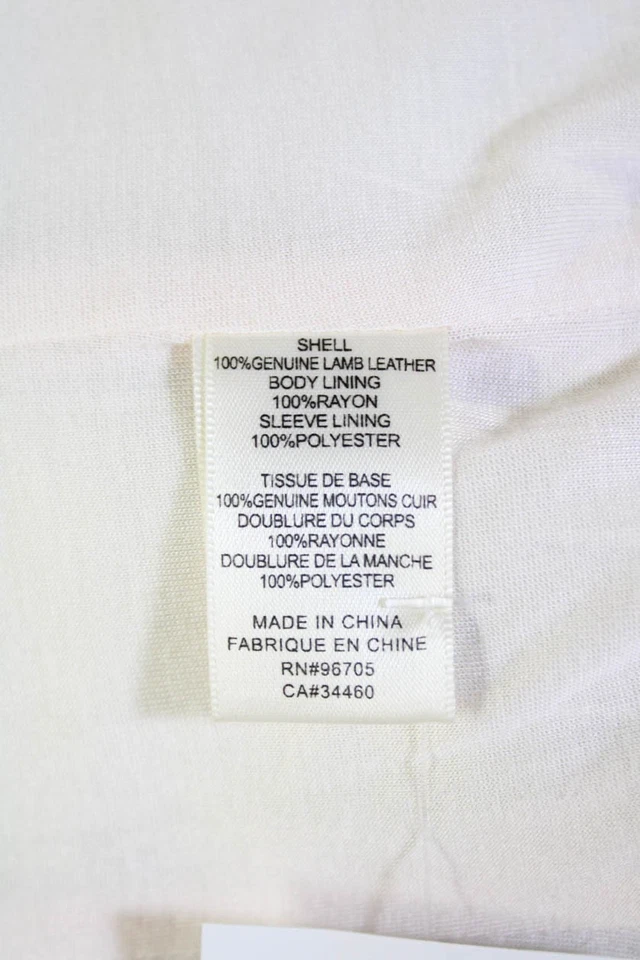 SHELL
100%GENUINE LAMB LEATHER
BODY LINING
100%RAYON
SLEEVE LINING
100%POLYESTER
TISSUE DE BASE
100%GENUINE MOUTONS CUIR
DOUBLURE DU CORPS
100%RAYONNE
DOUBLURE DE LA MANCHE
100%POLYESTER
MADE IN CHINA
FABRIQUE EN CHINE
RN#96705
CA#34460